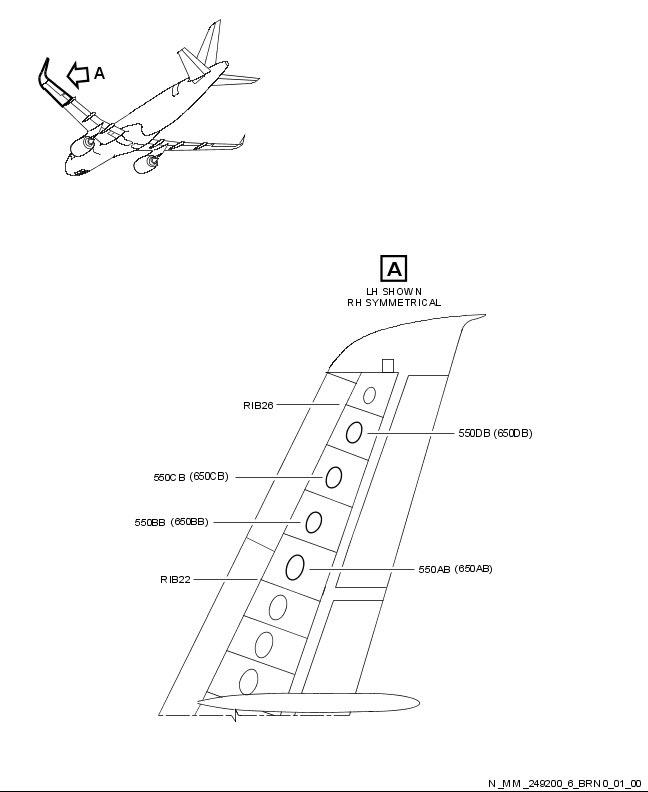 A
A
LH SHOWN
RH SYMMETRICAL
RIB26
550DB (650DB)
550CB (650CB)
550BB (650BB)
550AB (650AB)
RIB22
N_MM_249200_6_BRN0_01_00